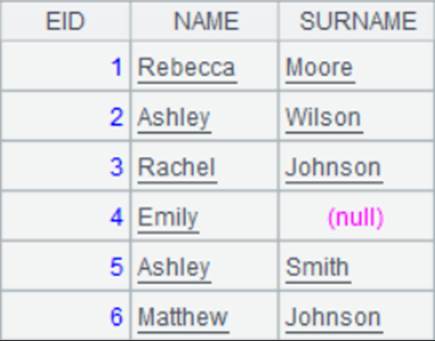 EID NAME SURNAME
1 Rebecca Moore
2 Ashley Wilson
3 Rachel Johnson
4 Emily (null)
5 Ashley Smith
6 Matthew Johnson